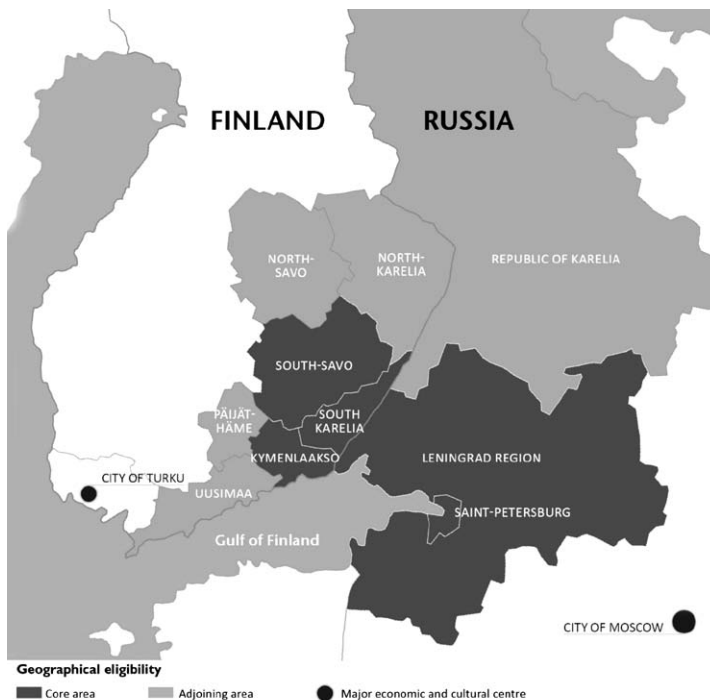 FINLAND
RUSSIA
NORTH-
SAVO
NORTH-
KARELIA
REPUBLIC OF KARELIA
SOUTH-SAVO
PÄIJÄT-
HÄME
SOUTH
KARELIA
KYMENLAAKSO
LENINGRAD REGION
CITY OF TURKU
UUSIMAA
SAINT-PETERSBURG
Gulf of Finland
CITY OF MOSCOW
Geographical eligibility
Core area
Adjoining area
Major economic and cultural centre